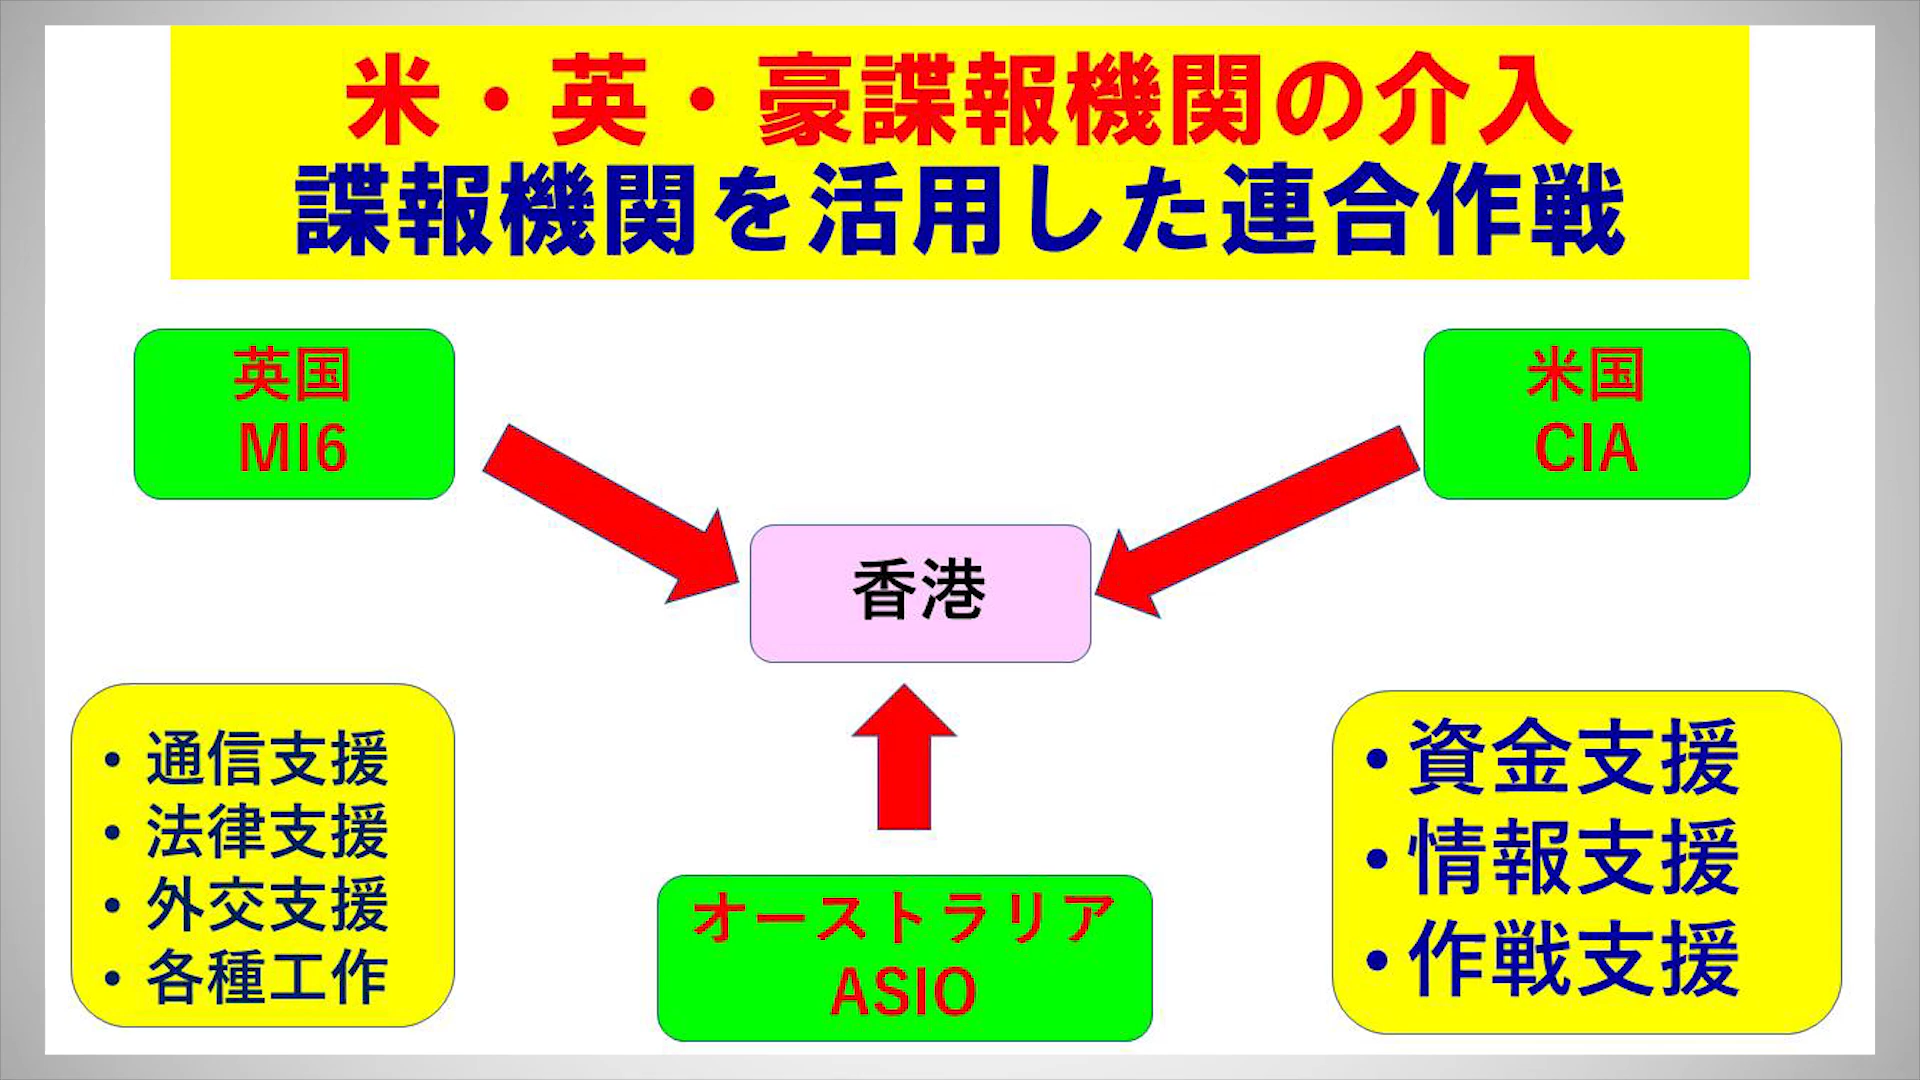 米・英・豪諜報機関の介入
諜報機関を活用した連合作戦
英国
MI6
米国
CIA
香港
• 通信支援
• 法律支援
• 外交支援
• 各種工作
オーストラリア
ASIO
• 資金支援
• 情報支援
• 作戦支援